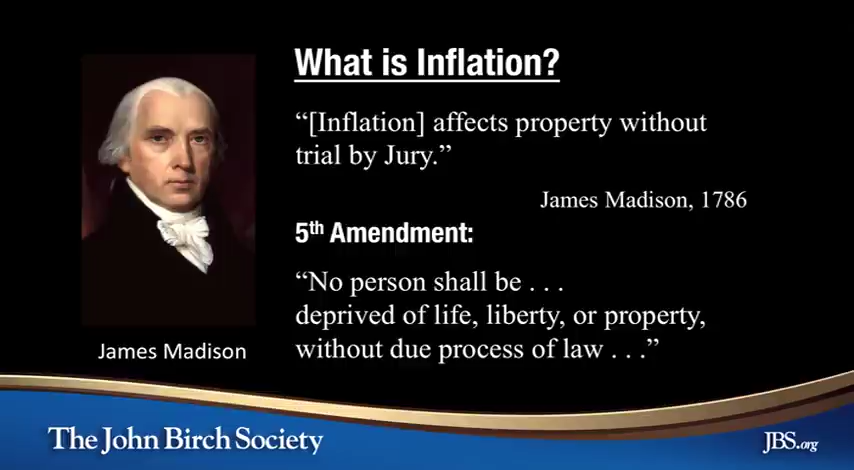 What is Inflation?
“[Inflation] affects property without
trial by Jury.”
James Madison, 1786
5th Amendment:
“No person shall be . . .
deprived of life, liberty, or property,
without due process of law . . .”
James Madison
The John Birch Society
JBS.org